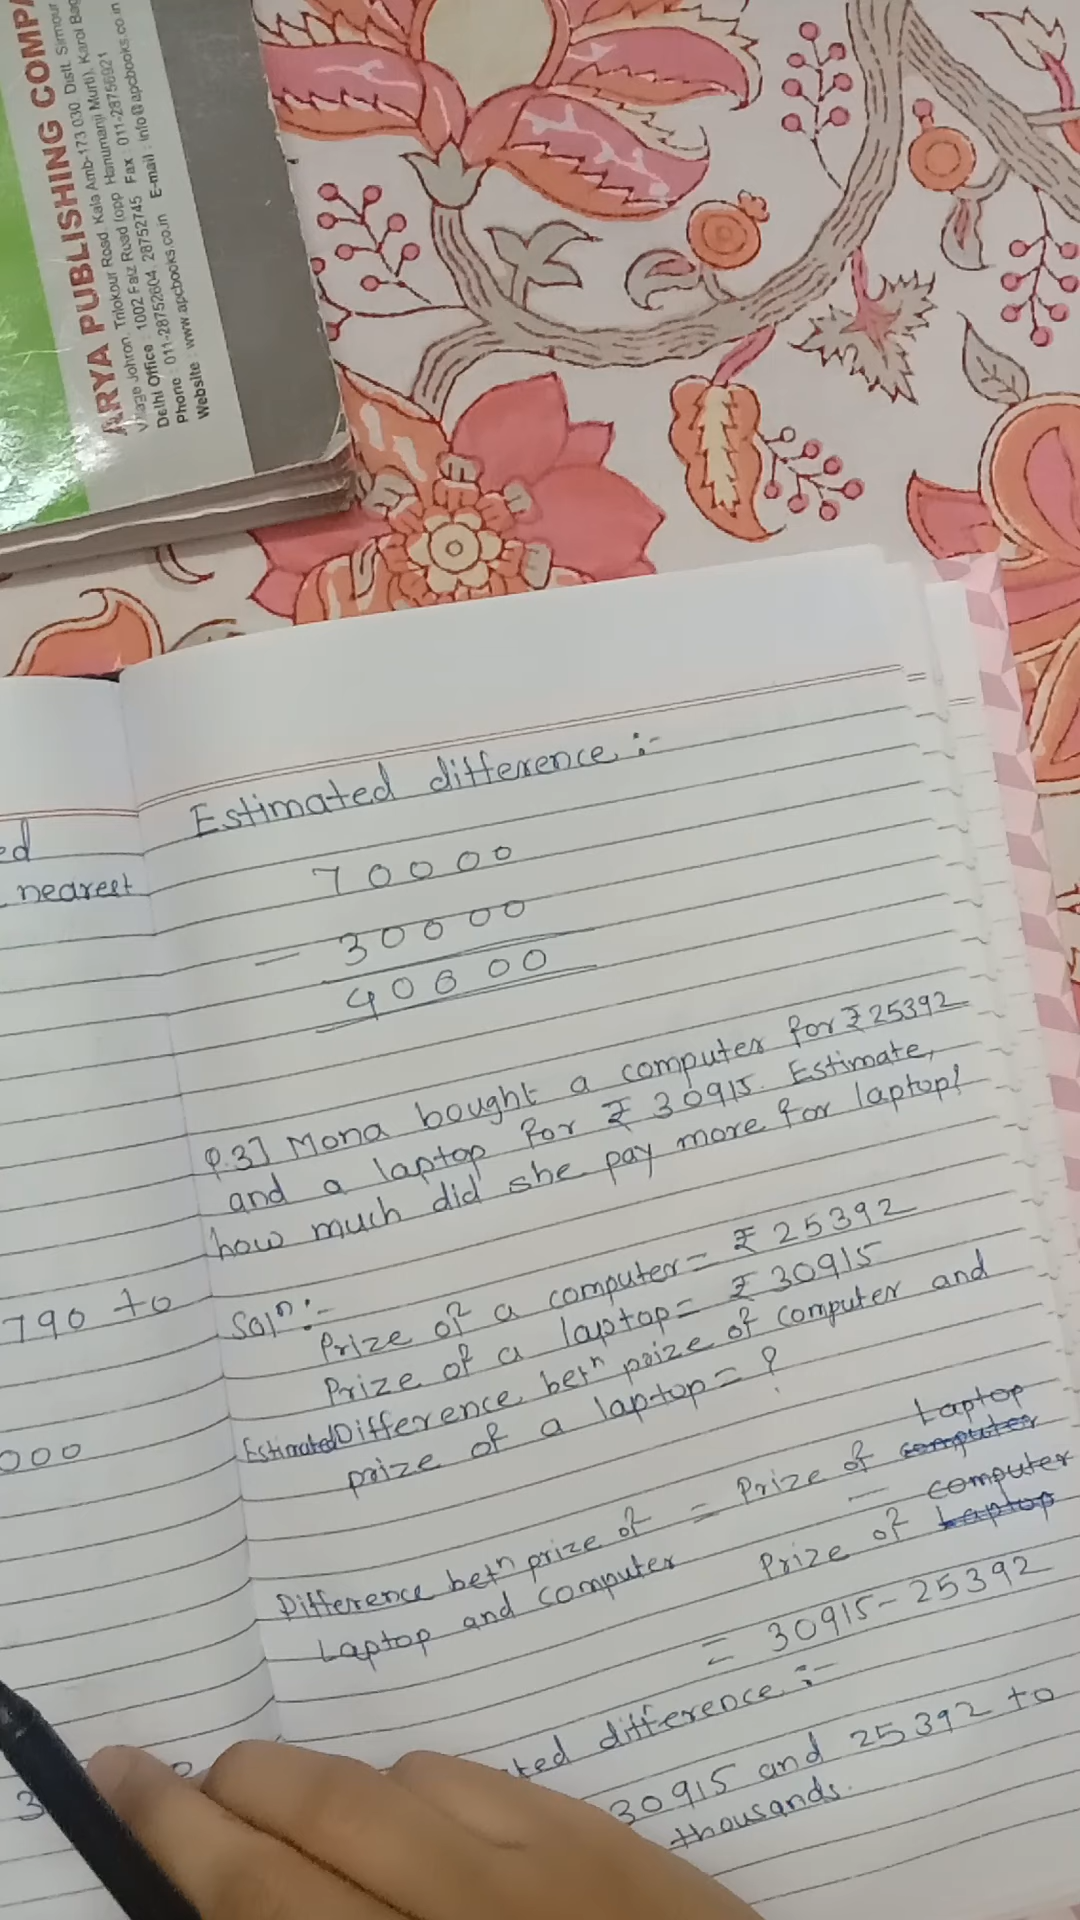 ARYA PUBLISHING COMPA
Village Johron, Trilokpur Road, Kala Amb-173 030 Distt. Sirmour
Delhi Office : 1002 Faiz Road (opp Hanumanji Murti), Karol Bag
Phone : 011-28752604, 28752745 Fax : 011-28756921
Website : www.apcbooks.co.in E-mail : info@apcbooks.co.in
ed
nearest
790 to
000
3
Estimated difference :-
70000
- 30000
40000
Q.3] Mona bought a computer for ₹ 25392
and a laptop for ₹ 30915. Estimate,
how much did she pay more for laptop?
Solⁿ :-
Prize of a computer = ₹ 25392
Prize of a laptop = ₹ 30915
Estimated Difference betⁿ prize of computer and
prize of a laptop = ?
Laptop
Difference betⁿ prize of = Prize of computer
Laptop and computer — computer
Prize of Laptop
= 30915 - 25392
ted difference :-
30915 and 25392 to
thousands.